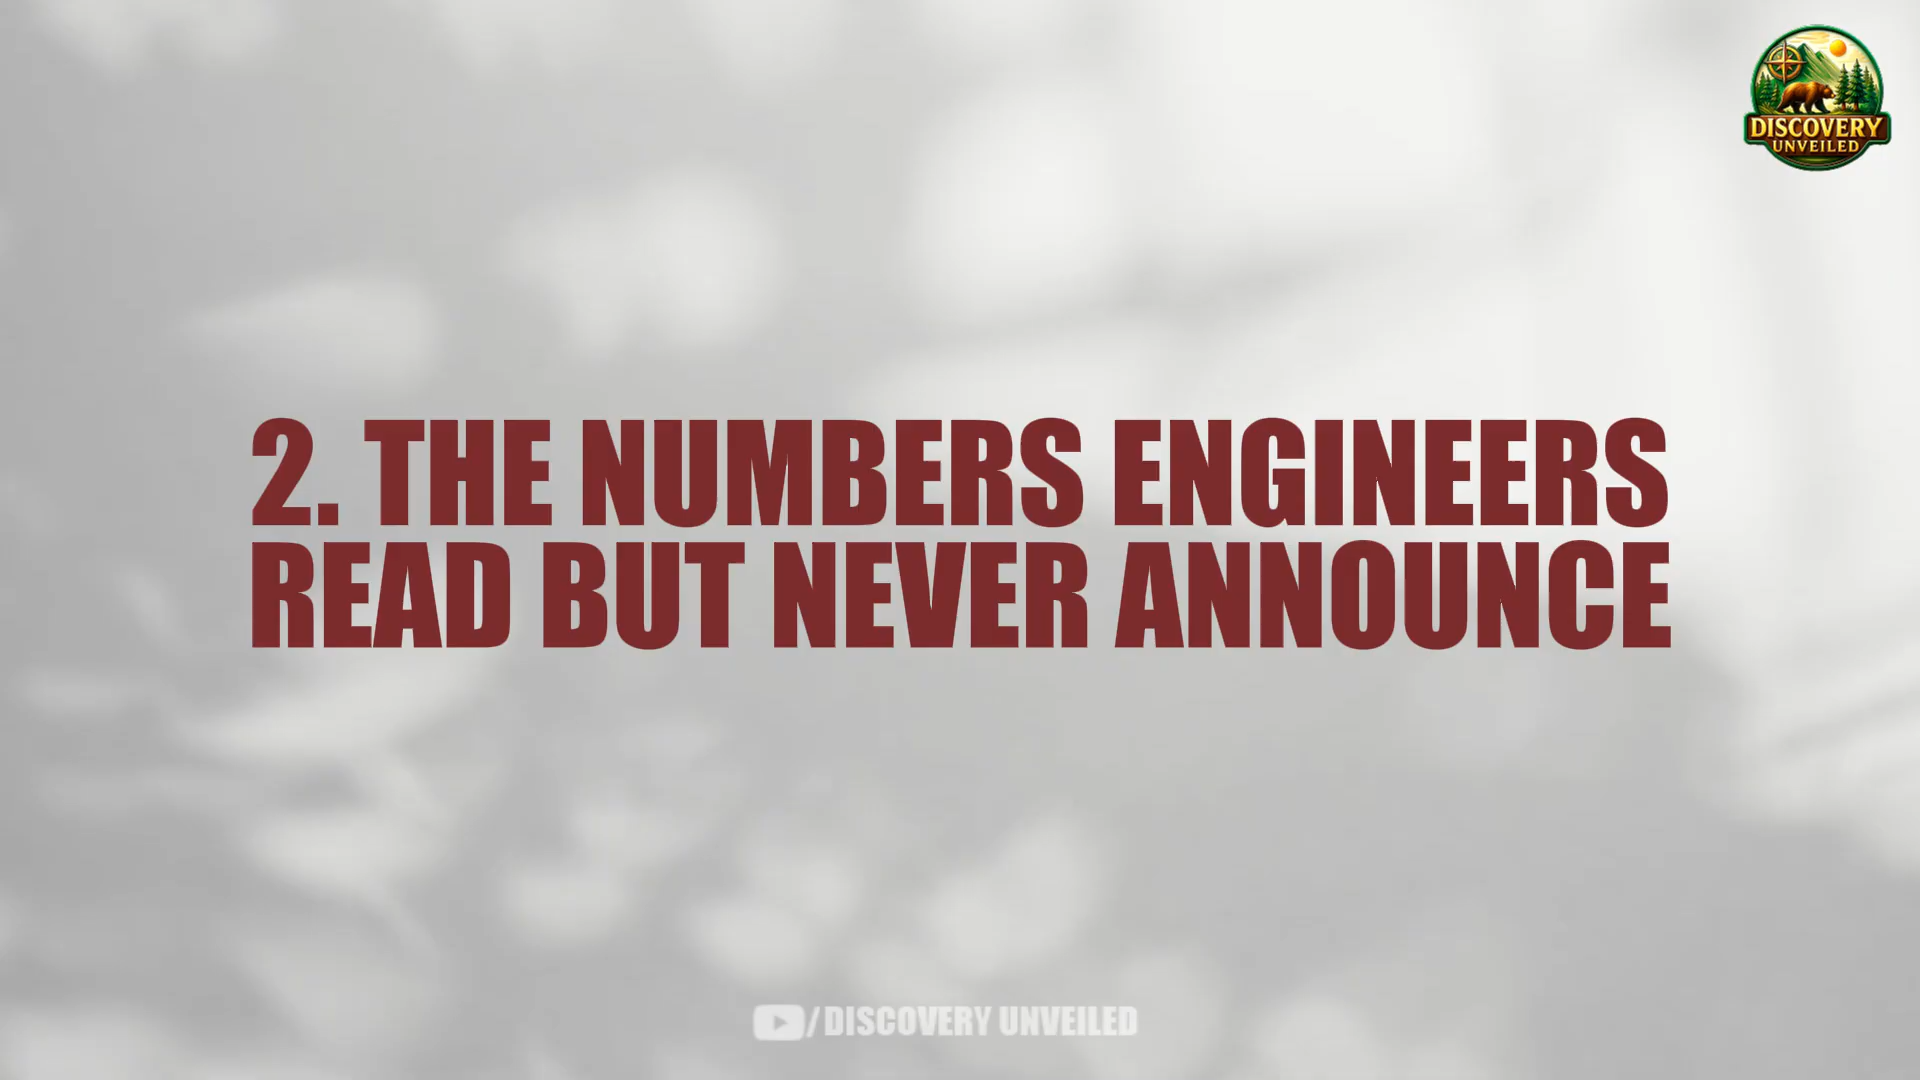 DISCOVERY
UNVEILED
2. THE NUMBERS ENGINEERS
READ BUT NEVER ANNOUNCE
/DISCOVERY UNVEILED